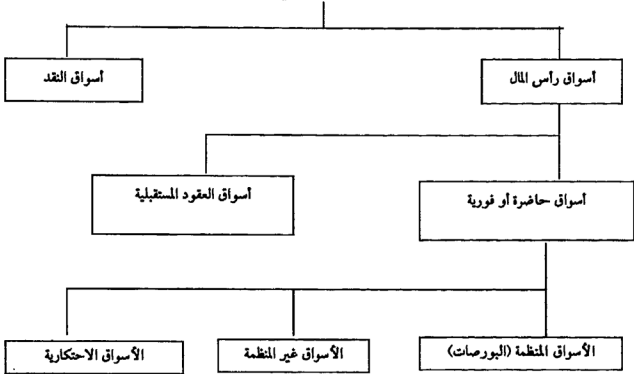 أسواق رأس المال
أسواق النقد
أسواق حاضرة أو فورية
أسواق العقود المستقبلية
الأسواق المنظمة (البورصات)
الأسواق غير المنظمة
الأسواق الاحتكارية